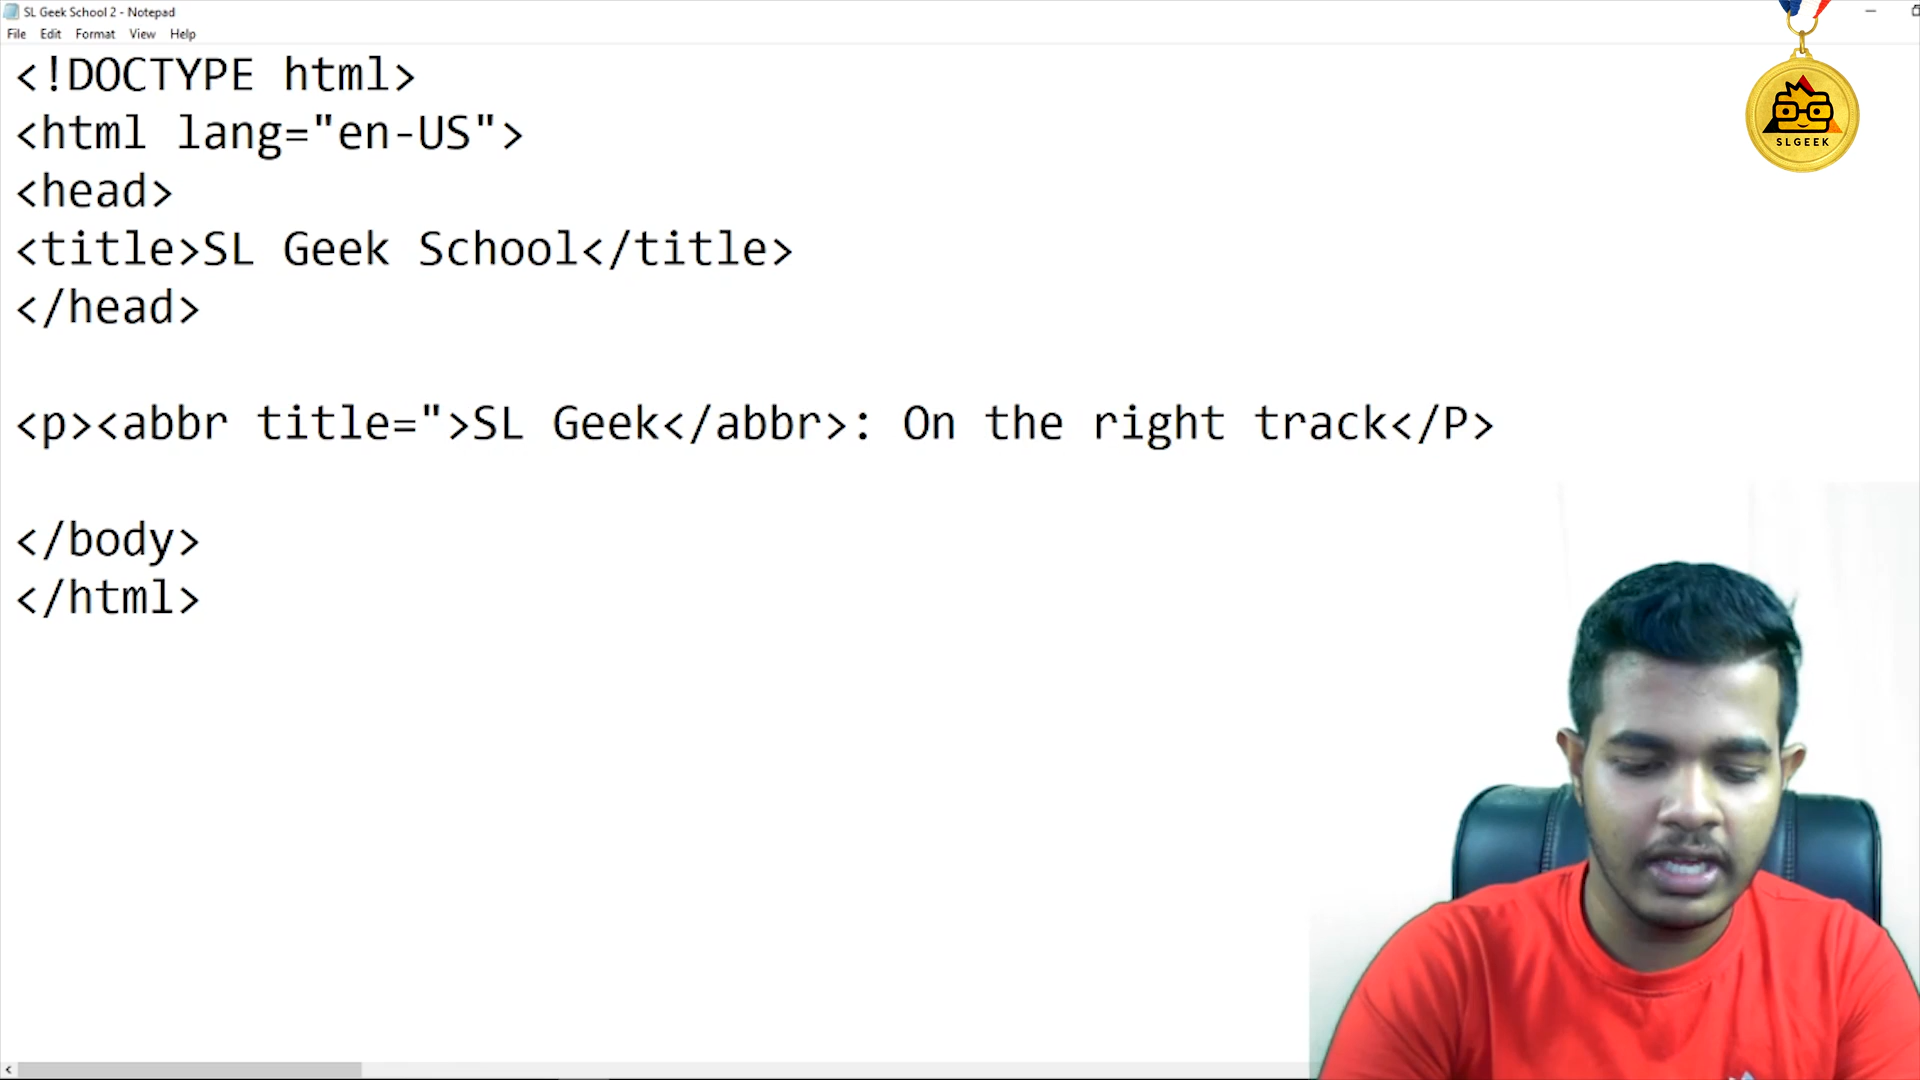 SL Geek School 2 - Notepad
File Edit Format View Help
<!DOCTYPE html>
<html lang="en-US">
<head>
<title>SL Geek School</title>
</head>
<p><abbr title=">SL Geek</abbr>: On the right track</P>
</body>
</html>
SLGEEK